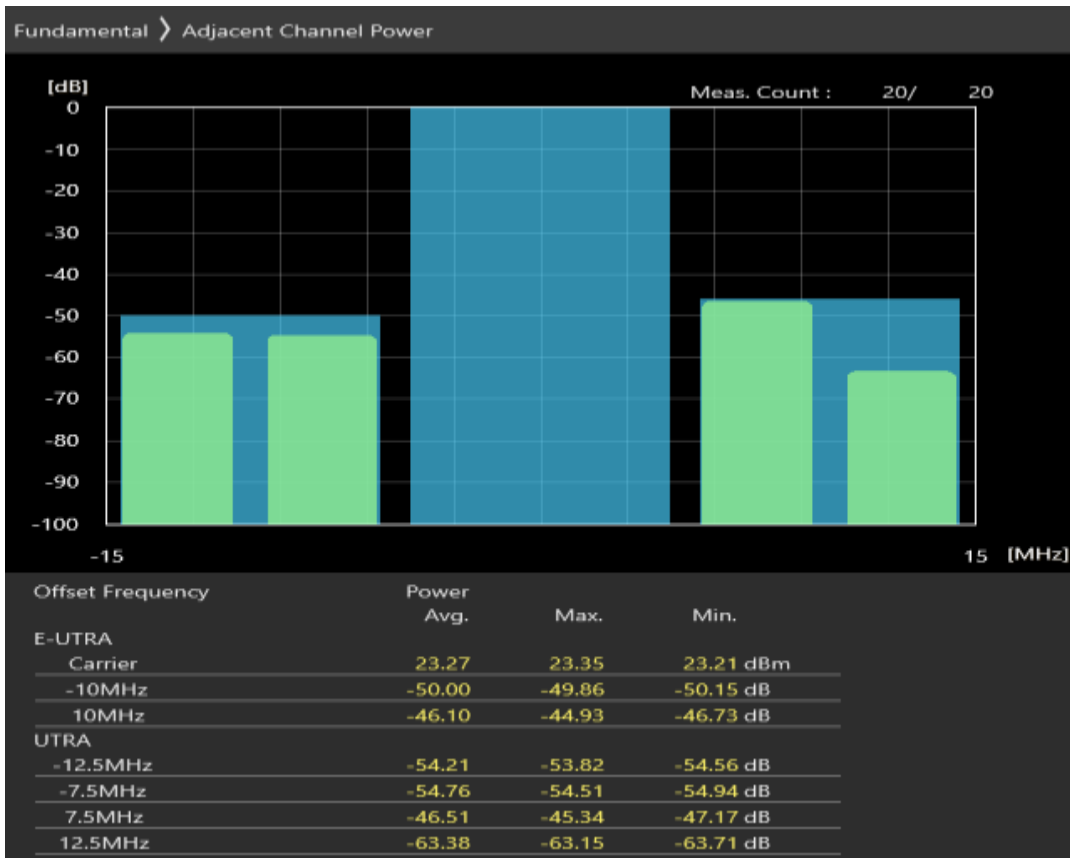 Fundamental ❭ Adjacent Channel Power
[dB]
Meas. Count : 20/ 20
0
-10
-20
-30
-40
-50
-60
-70
-80
-90
-100
-15 15 [MHz]
Offset Frequency Power
Avg. Max. Min.
E-UTRA
Carrier 23.27 23.35 23.21 dBm
-10MHz -50.00 -49.86 -50.15 dB
10MHz -46.10 -44.93 -46.73 dB
UTRA
-12.5MHz -54.21 -53.82 -54.56 dB
-7.5MHz -54.76 -54.51 -54.94 dB
7.5MHz -46.51 -45.34 -47.17 dB
12.5MHz -63.38 -63.15 -63.71 dB